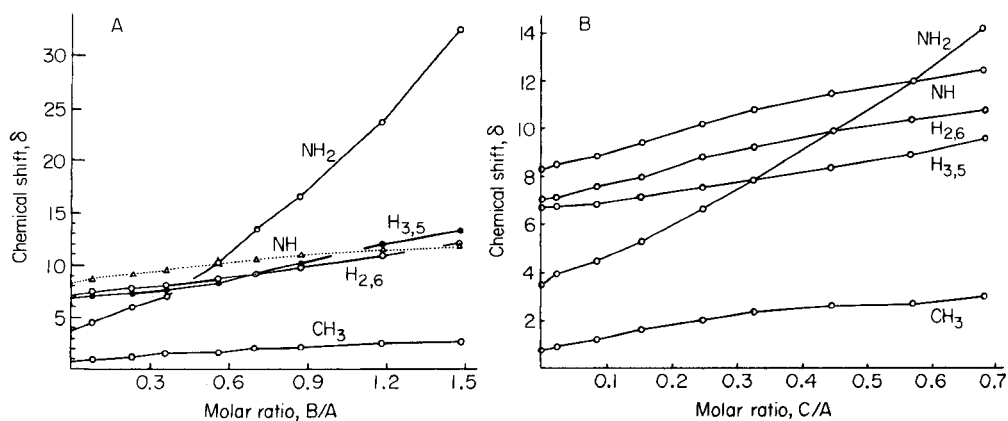 A
Chemical shift, δ
30
25
20
15
10
5
NH2
NH
H3,5
H2,6
CH3
0.3
0.6
0.9
1.2
1.5
Molar ratio, B/A
B
Chemical shift, δ
14
12
10
8
6
4
2
NH2
NH
H2,6
H3,5
CH3
0.1
0.2
0.3
0.4
0.5
0.6
0.7
Molar ratio, C/A